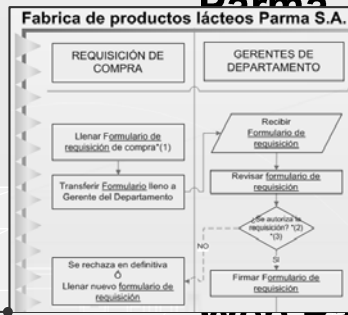 Parma
Fabrica de productos lácteos Parma S.A.
REQUISICIÓN DE
COMPRA
GERENTES DE
DEPARTAMENTO
Llenar Formulario de
requisición de compra*(1)
Transferir Formulario lleno a
Gerente del Departamento
Recibir
Formulario de
requisición
Revisar formulario de
requisición
¿Se autoriza la
requisición? *(2)
*(3)
NO
SI
Se rechaza en definitiva
Ó
Llenar nuevo formulario de
requisición
Firmar Formulario de
requisición